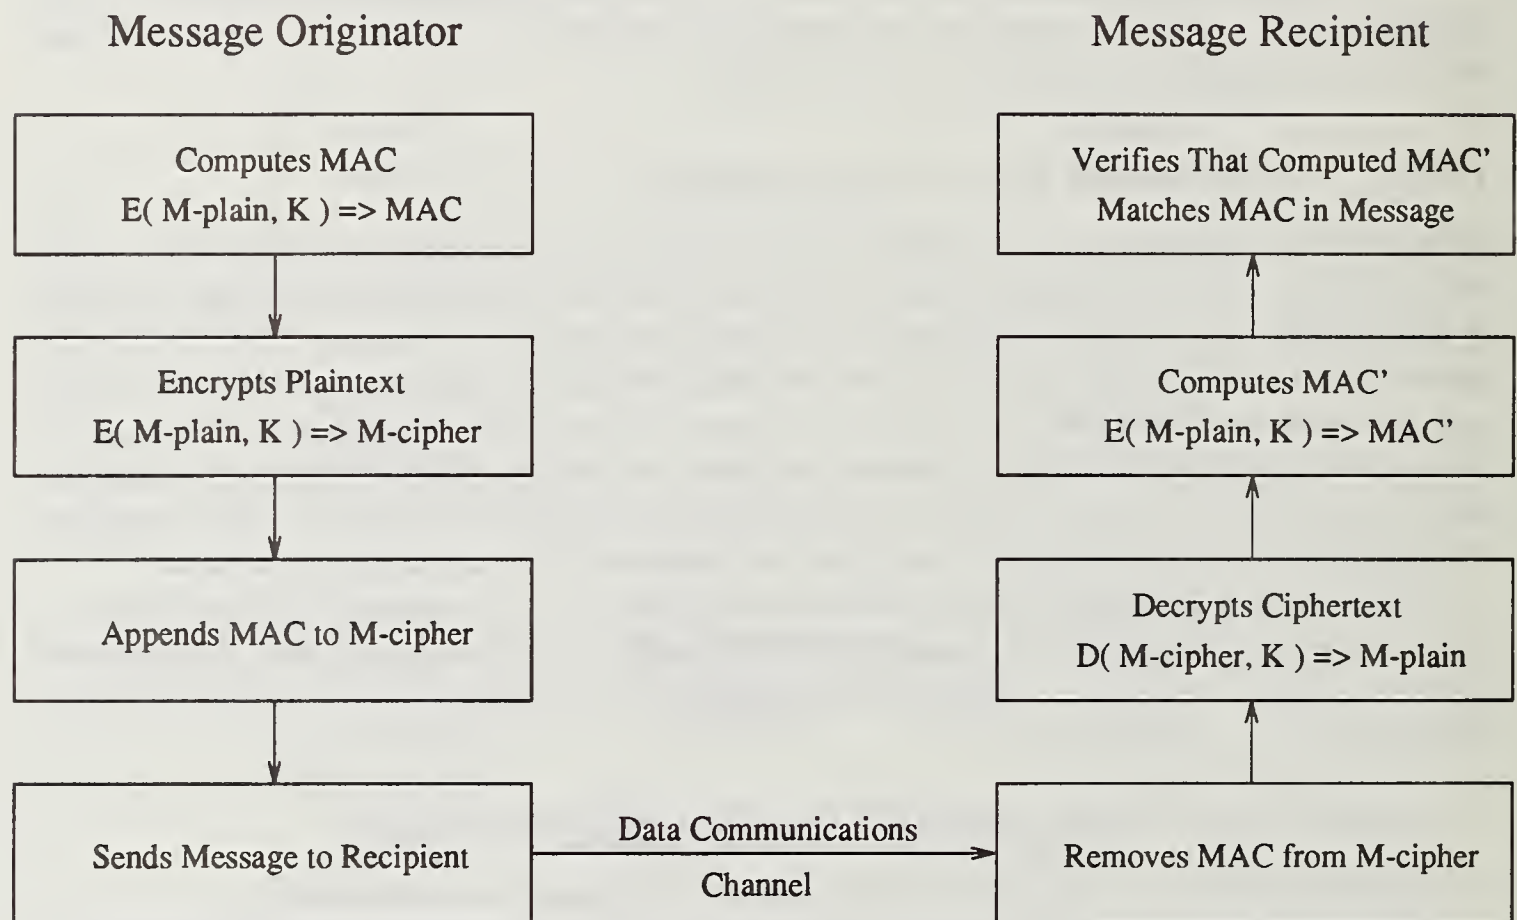 Message Originator
Message Recipient
Computes MAC
E( M-plain, K ) => MAC
Encrypts Plaintext
E( M-plain, K ) => M-cipher
Appends MAC to M-cipher
Sends Message to Recipient
Data Communications
Channel
Removes MAC from M-cipher
Decrypts Ciphertext
D( M-cipher, K ) => M-plain
Computes MAC’
E( M-plain, K ) => MAC’
Verifies That Computed MAC’
Matches MAC in Message